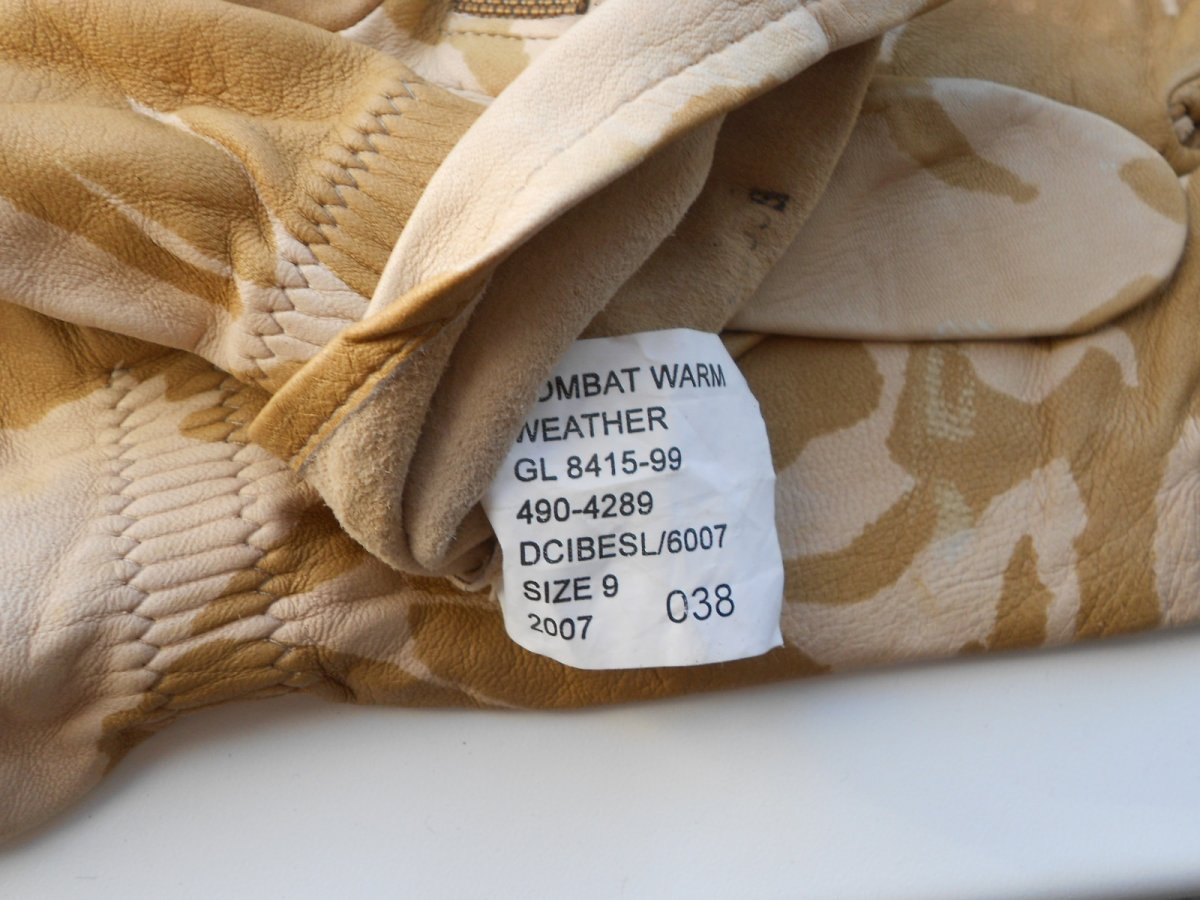 OMBAT WARM
WEATHER
GL 8415-99
490-4289
DCIBESL/6007
SIZE 9
2007 038